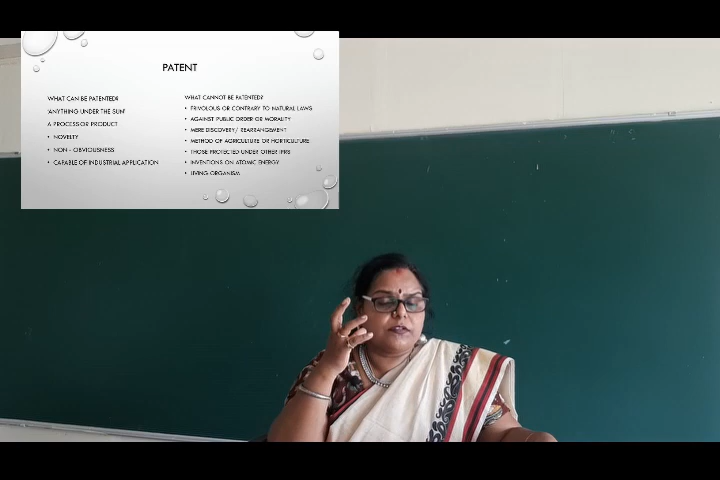 PATENT
WHAT CAN BE PATENTED?
'ANYTHING UNDER THE SUN'
A PROCESS OR PRODUCT
• NOVELTY
• NON - OBVIOUSNESS
• CAPABLE OF INDUSTRIAL APPLICATION
WHAT CANNOT BE PATENTED?
• FRIVOLOUS OR CONTRARY TO NATURAL LAWS
• AGAINST PUBLIC ORDER OR MORALITY
• MERE DISCOVERY/ REARRANGEMENT
• METHOD OF AGRICULTURE OR HORTICULTURE
• THOSE PROTECTED UNDER OTHER IPRS
• INVENTIONS ON ATOMIC ENERGY
• LIVING ORGANISM